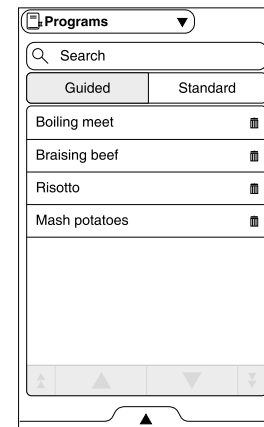 Programs
Search
Guided Standard
Boiling meet
Braising beef
Risotto
Mash potatoes